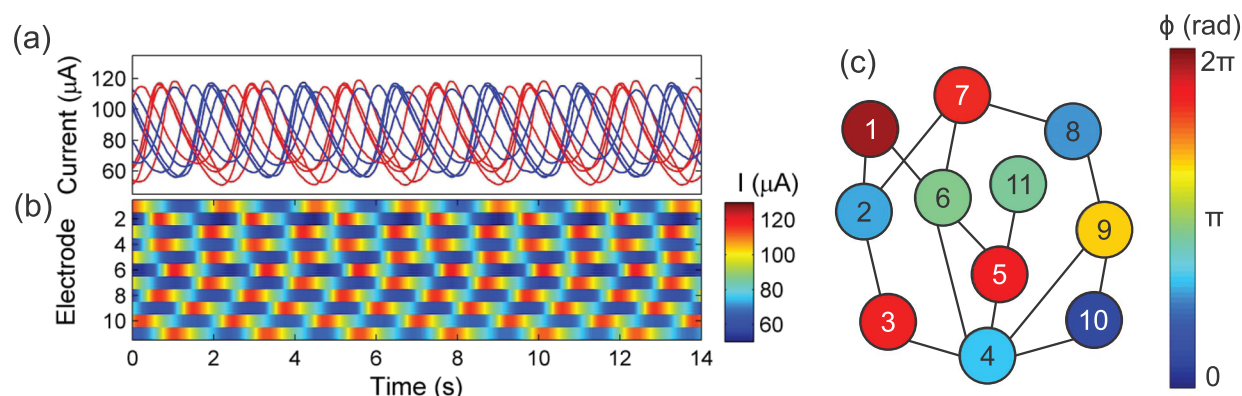 (a)
Current (μA)
120
100
80
60
(b)
Electrode
2
4
6
8
10
0 2 4 6 8 10 12 14
Time (s)
I (μA)
120
100
80
60
(c)
1
2
3
4
5
6
7
8
9
10
11
ϕ (rad)
2π
π
0